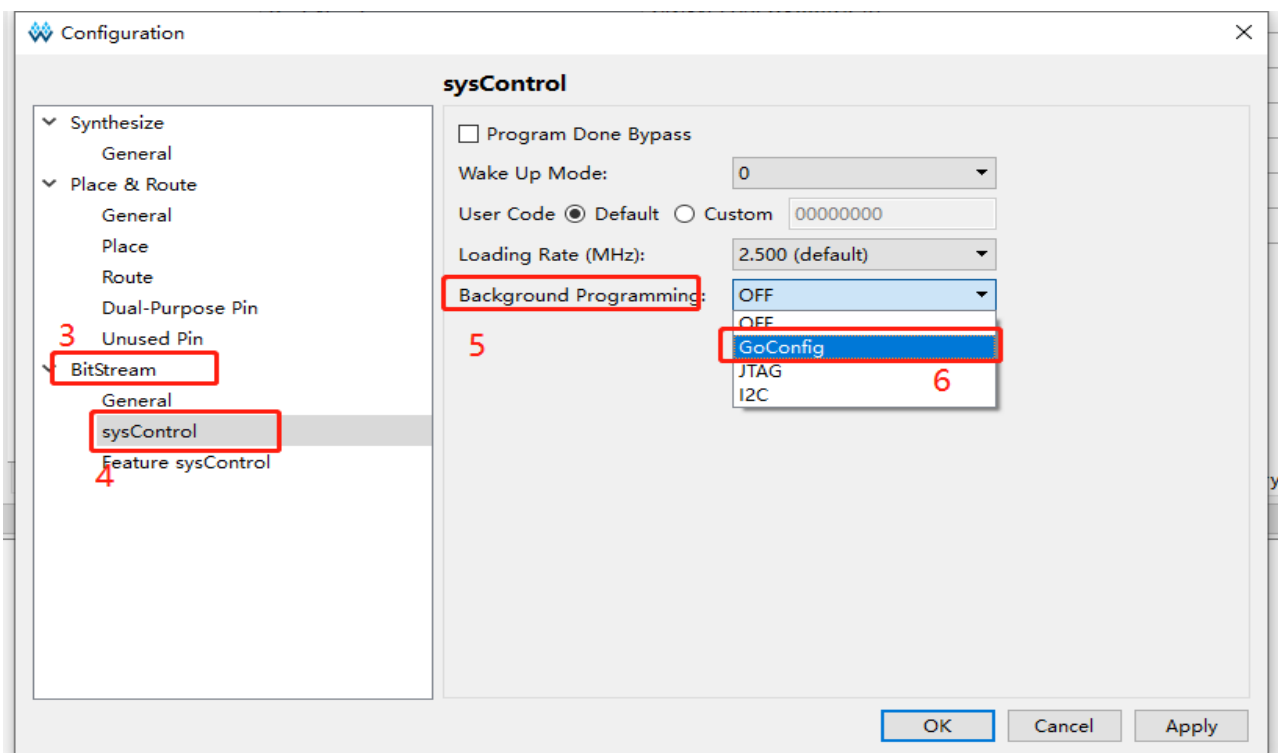 Configuration
sysControl
Synthesize
General
Place & Route
General
Place
Route
Dual-Purpose Pin
3
Unused Pin
BitStream
General
sysControl
Feature sysControl
4
Program Done Bypass
Wake Up Mode: 0
User Code Default Custom 00000000
Loading Rate (MHz): 2.500 (default)
Background Programming: OFF
5
OFF
GoConfig
JTAG
6
I2C
OK Cancel Apply